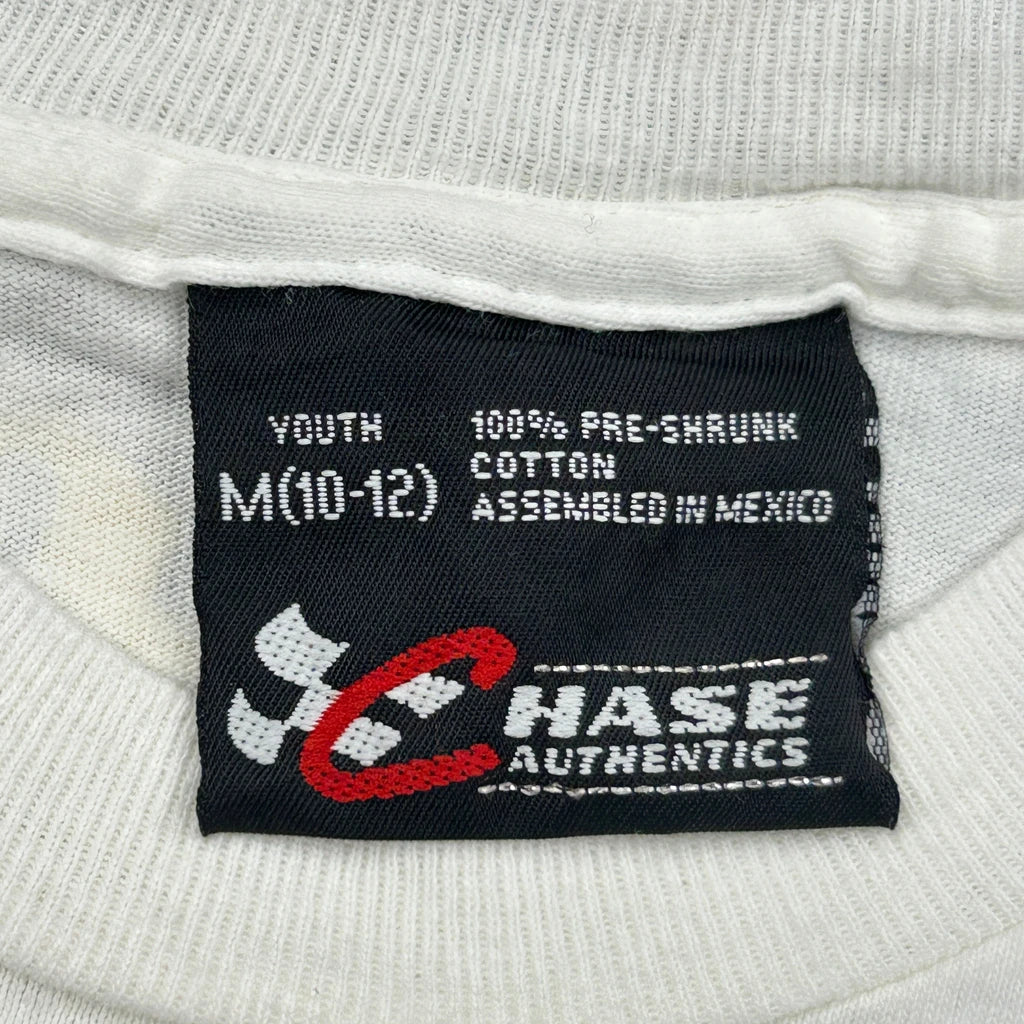 YOUTH
M(10-12)
100% PRE-SHRUNK
COTTON
ASSEMBLED IN MEXICO
CHASE
AUTHENTICS